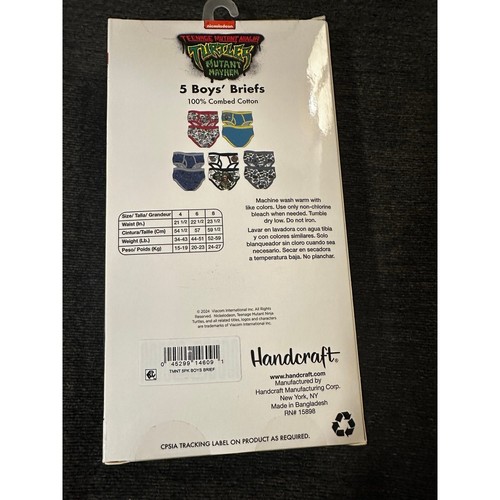 nickelodeon
TEENAGE MUTANT NINJA
TURTLES
MUTANT
MAYHEM
5 Boys' Briefs
100% Combed Cotton
Machine wash warm with
like colors. Use only non-chlorine
bleach when needed. Tumble
dry low. Do not iron.
Lavar en lavadora con agua tibia
y con colores similares. Solo
blanqueador sin cloro cuando sea
necesario. Secar en secadora
a temperatura baja. No planchar.
Size/ Talla/ Grandeur 4 6 8
Waist (In.) 21 1/2 22 1/2 23 1/2
Cintura/Taille (Cm) 54 1/2 57 59 1/2
Weight (Lb.) 34-43 44-51 52-59
Peso/ Poids (Kg) 15-19 20-23 24-27
© 2024 Viacom International Inc. All Rights
Reserved. Nickelodeon, Teenage Mutant Ninja
Turtles, and all related titles, logos and characters
are trademarks of Viacom International Inc.
0 45299 14609 1
TMNT 5PK BOYS BRIEF
Handcraft®
www.handcraft.com
Manufactured by
Handcraft Manufacturing Corp.
New York, NY
Made in Bangladesh
RN# 15898
CPSIA TRACKING LABEL ON PRODUCT AS REQUIRED.